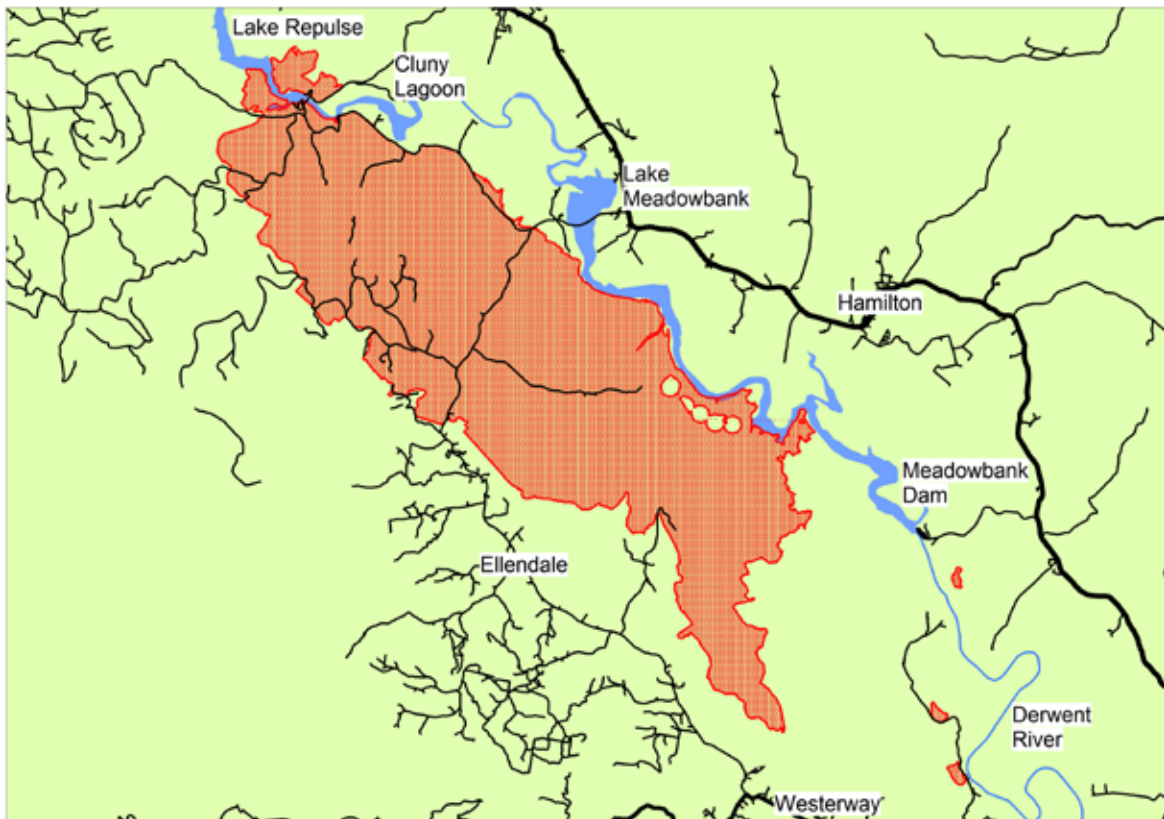 Lake Repulse
Cluny
Lagoon
Lake
Meadowbank
Hamilton
Meadowbank
Dam
Ellendale
Derwent
River
Westerway